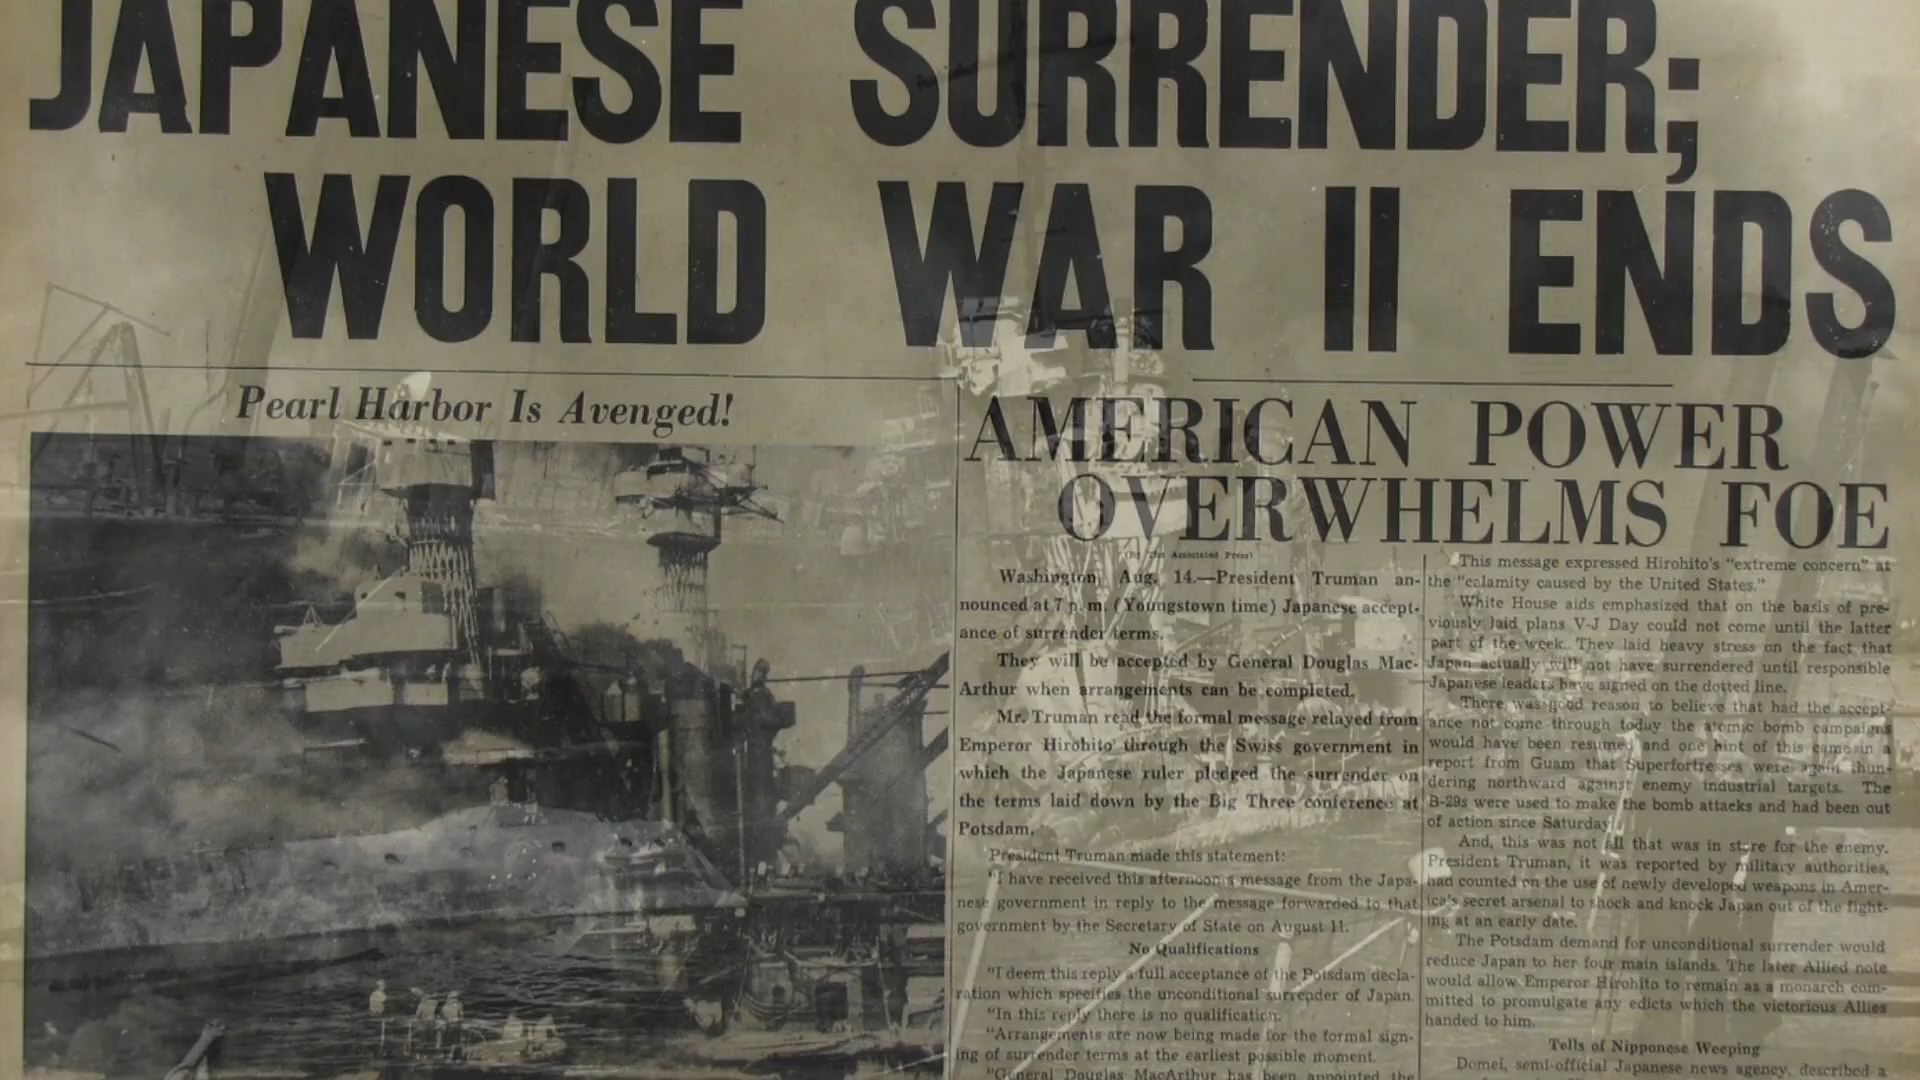 JAPANESE SURRENDER;
WORLD WAR II ENDS
Pearl Harbor Is Avenged!
AMERICAN POWER
OVERWHELMS FOE
(By The Associated Press)
Washington, Aug. 14.—President Truman an-
nounced at 7 p. m. (Youngstown time) Japanese accept-
ance of surrender terms.
They will be accepted by General Douglas Mac-
Arthur when arrangements can be completed.
Mr. Truman read the formal message relayed from
Emperor Hirohito through the Swiss government in
which the Japanese ruler pledged the surrender on
the terms laid down by the Big Three conference at
Potsdam.
President Truman made this statement:
"I have received this afternoon a message from the Japa-
nese government in reply to the message forwarded to that
government by the Secretary of State on August 11.
No Qualifications
"I deem this reply a full acceptance of the Potsdam decla-
ration which specifies the unconditional surrender of Japan.
"In this reply there is no qualification.
"Arrangements are now being made for the formal sign-
ing of surrender terms at the earliest possible moment.
"General Douglas MacArthur has been appointed the
This message expressed Hirohito's "extreme concern" at
the "calamity caused by the United States."
White House aids emphasized that on the basis of pre-
viously laid plans V-J Day could not come until the latter
part of the week. They laid heavy stress on the fact that
Japan actually will not have surrendered until responsible
Japanese leaders have signed on the dotted line.
There was good reason to believe that had the accept-
ance not come through today the atomic bomb campaigns
would have been resumed and one hint of this came in a
report from Guam that Superfortresses were again thun-
dering northward against enemy industrial targets. The
B-29s were used to make the bomb attacks and had been out
of action since Saturday.
And, this was not all that was in store for the enemy.
President Truman, it was reported by military authorities,
had counted on the use of newly developed weapons in Amer-
ica's secret arsenal to shock and knock Japan out of the fight-
ing at an early date.
The Potsdam demand for unconditional surrender would
reduce Japan to her four main islands. The later Allied note
would allow Emperor Hirohito to remain as a monarch com-
mitted to promulgate any edicts which the victorious Allies
handed to him.
Tells of Nipponese Weeping
Domei, semi-official Japanese news agency, described a